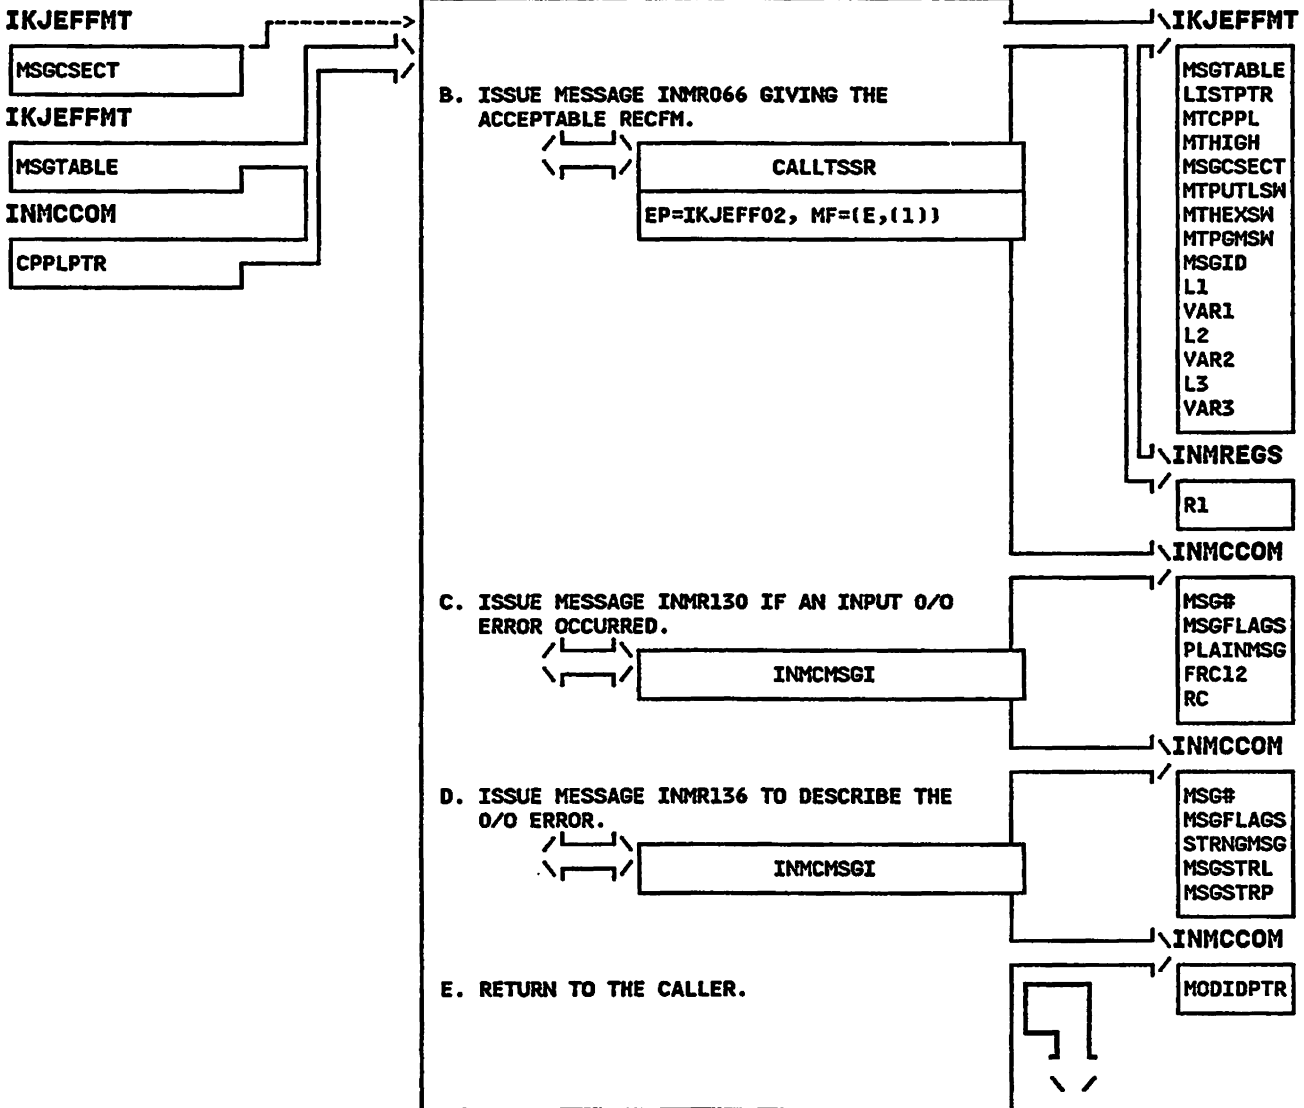 IKJEFFMT
MSGCSECT
IKJEFFMT
MSGTABLE
INMCCOM
CPPLPTR
B. ISSUE MESSAGE INMR066 GIVING THE
ACCEPTABLE RECFM.
CALLTSSR
EP=IKJEFF02, MF=(E,(1))
C. ISSUE MESSAGE INMR130 IF AN INPUT O/O
ERROR OCCURRED.
INMCMSGI
D. ISSUE MESSAGE INMR136 TO DESCRIBE THE
O/O ERROR.
INMCMSGI
E. RETURN TO THE CALLER.
IKJEFFMT
MSGTABLE
LISTPTR
MTCPPL
MTHIGH
MSGCSECT
MTPUTLSW
MTHEXSW
MTPGMSW
MSGID
L1
VAR1
L2
VAR2
L3
VAR3
INMREGS
R1
INMCCOM
MSG#
MSGFLAGS
PLAINMSG
FRC12
RC
INMCCOM
MSG#
MSGFLAGS
STRNGMSG
MSGSTRL
MSGSTRP
INMCCOM
MODIDPTR